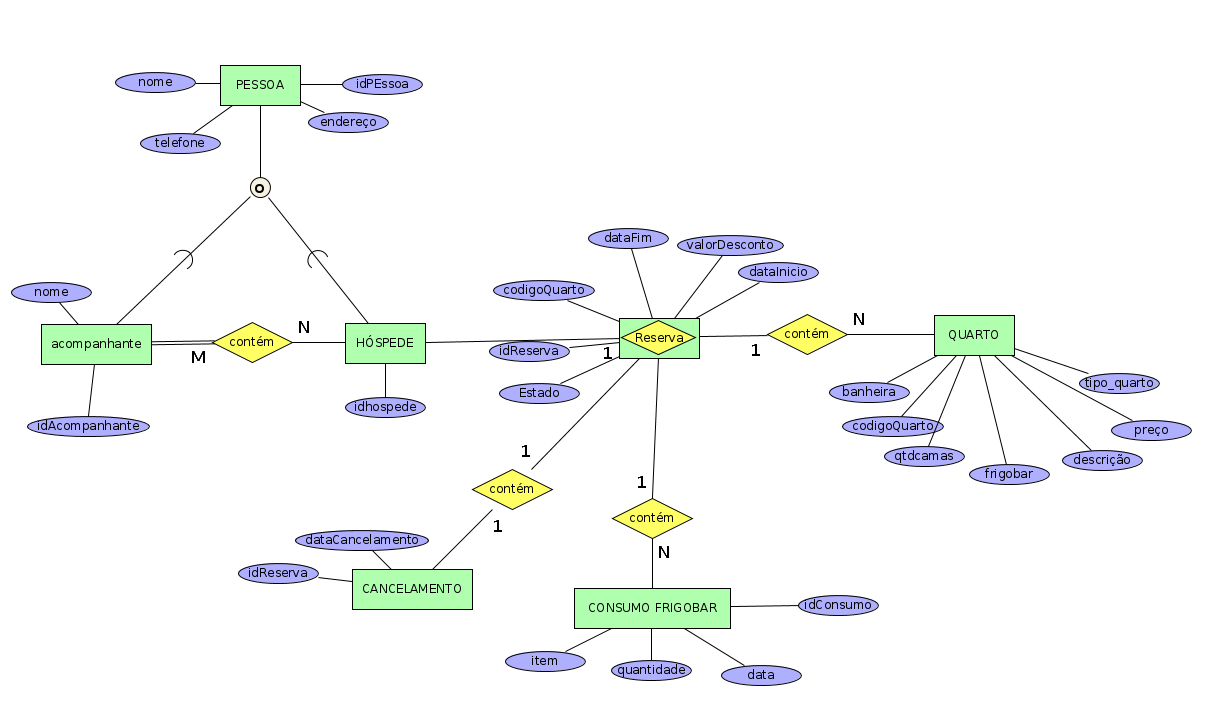 nome
PESSOA
idPEssoa
endereço
telefone
o
dataFim
valorDesconto
dataInicio
codigoQuarto
nome
acompanhante
contém
N
M
HÓSPEDE
idhospede
idAcompanhante
Reserva
idReserva
1
Estado
contém
1
N
QUARTO
banheira
codigoQuarto
qtdcamas
frigobar
descrição
preço
tipo_quarto
1
contém
1
1
contém
N
dataCancelamento
idReserva
CANCELAMENTO
CONSUMO FRIGOBAR
idConsumo
item
quantidade
data